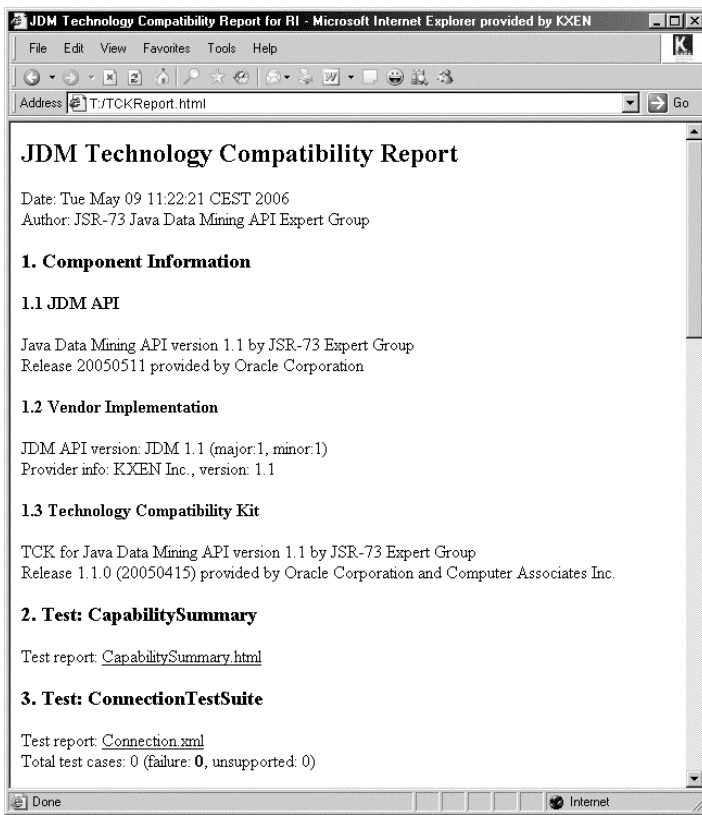 JDM Technology Compatibility Report for RI - Microsoft Internet Explorer provided by KXEN
File Edit View Favorites Tools Help
Address T:/TCKReport.html Go
JDM Technology Compatibility Report
Date: Tue May 09 11:22:21 CEST 2006
Author: JSR-73 Java Data Mining API Expert Group
1. Component Information
1.1 JDM API
Java Data Mining API version 1.1 by JSR-73 Expert Group
Release 20050511 provided by Oracle Corporation
1.2 Vendor Implementation
JDM API version: JDM 1.1 (major:1, minor:1)
Provider info: KXEN Inc., version: 1.1
1.3 Technology Compatibility Kit
TCK for Java Data Mining API version 1.1 by JSR-73 Expert Group
Release 1.1.0 (20050415) provided by Oracle Corporation and Computer Associates Inc.
2. Test: CapabilitySummary
Test report: CapabilitySummary.html
3. Test: ConnectionTestSuite
Test report: Connection.xml
Total test cases: 0 (failure: 0, unsupported: 0)
Done Internet